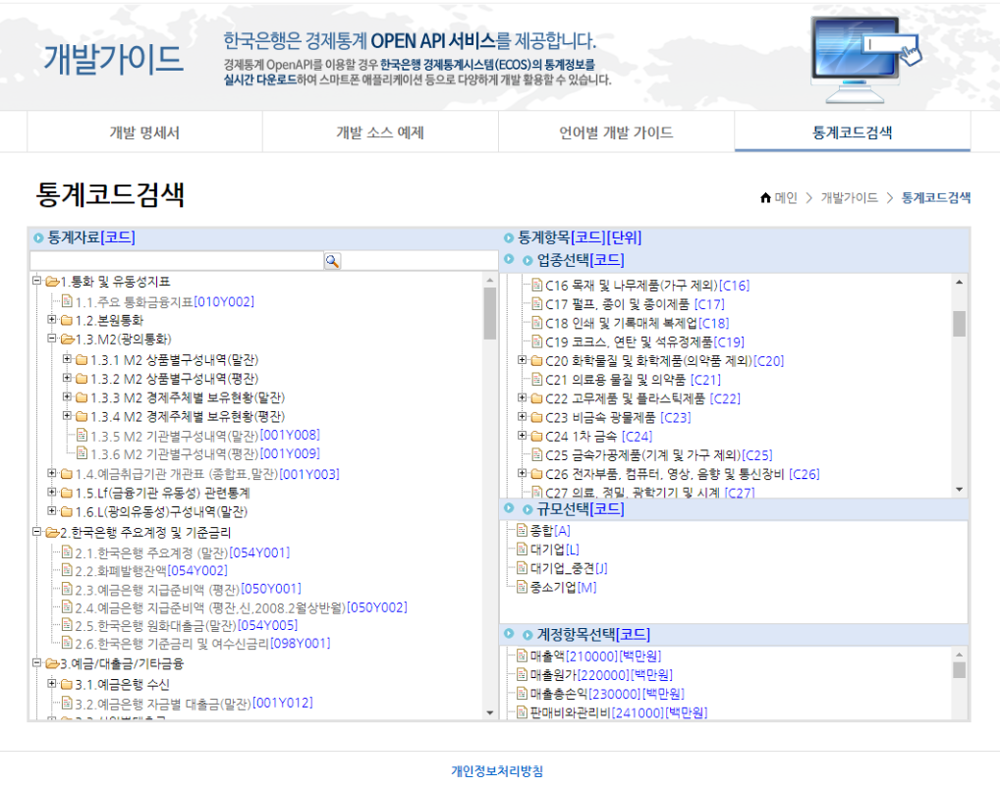 개발가이드
한국은행은 경제통계 OPEN API 서비스를 제공합니다.
경제통계 OpenAPI를 이용할 경우 한국은행 경제통계시스템(ECOS)의 통계정보를
실시간 다운로드하여 스마트폰 애플리케이션 등으로 다양하게 개발 활용할 수 있습니다.
개발 명세서
개발 소스 예제
언어별 개발 가이드
통계코드검색
통계코드검색
메인 > 개발가이드 > 통계코드검색
통계자료[코드]
1.통화 및 유동성지표
1.1.주요 통화금융지표[010Y002]
1.2.본원통화
1.3.M2(광의통화)
1.3.1 M2 상품별구성내역(말잔)
1.3.2 M2 상품별구성내역(평잔)
1.3.3 M2 경제주체별 보유현황(말잔)
1.3.4 M2 경제주체별 보유현황(평잔)
1.3.5 M2 기관별구성내역(말잔)[001Y008]
1.3.6 M2 기관별구성내역(평잔)[001Y009]
1.4.예금취급기관 개관표 (종합표,말잔)[001Y003]
1.5.Lf(금융기관 유동성) 관련통계
1.6.L(광의유동성)구성내역(말잔)
2.한국은행 주요계정 및 기준금리
2.1.한국은행 주요계정 (말잔)[054Y001]
2.2.화폐발행잔액[054Y002]
2.3.예금은행 지급준비액 (평잔)[050Y001]
2.4.예금은행 지급준비액 (평잔,신,2008.2월상반월)[050Y002]
2.5.한국은행 원화대출금(말잔)[054Y005]
2.6.한국은행 기준금리 및 여수신금리[098Y001]
3.예금/대출금/기타금융
3.1.예금은행 수신
3.2.예금은행 자금별 대출금(말잔)[001Y012]
통계항목[코드][단위]
업종선택[코드]
C16 목재 및 나무제품(가구 제외)[C16]
C17 펄프, 종이 및 종이제품 [C17]
C18 인쇄 및 기록매체 복제업[C18]
C19 코크스, 연탄 및 석유정제품[C19]
C20 화학물질 및 화학제품(의약품 제외)[C20]
C21 의료용 물질 및 의약품 [C21]
C22 고무제품 및 플라스틱제품 [C22]
C23 비금속 광물제품 [C23]
C24 1차 금속 [C24]
C25 금속가공제품(기계 및 가구 제외)[C25]
C26 전자부품, 컴퓨터, 영상, 음향 및 통신장비 [C26]
C27 의료, 정밀, 광학기기 및 시계 [C27]
규모선택[코드]
종합[A]
대기업[L]
대기업_중견[J]
중소기업[M]
계정항목선택[코드]
매출액[210000][백만원]
매출원가[220000][백만원]
매출총손익[230000][백만원]
판매비와관리비[241000][백만원]
개인정보처리방침